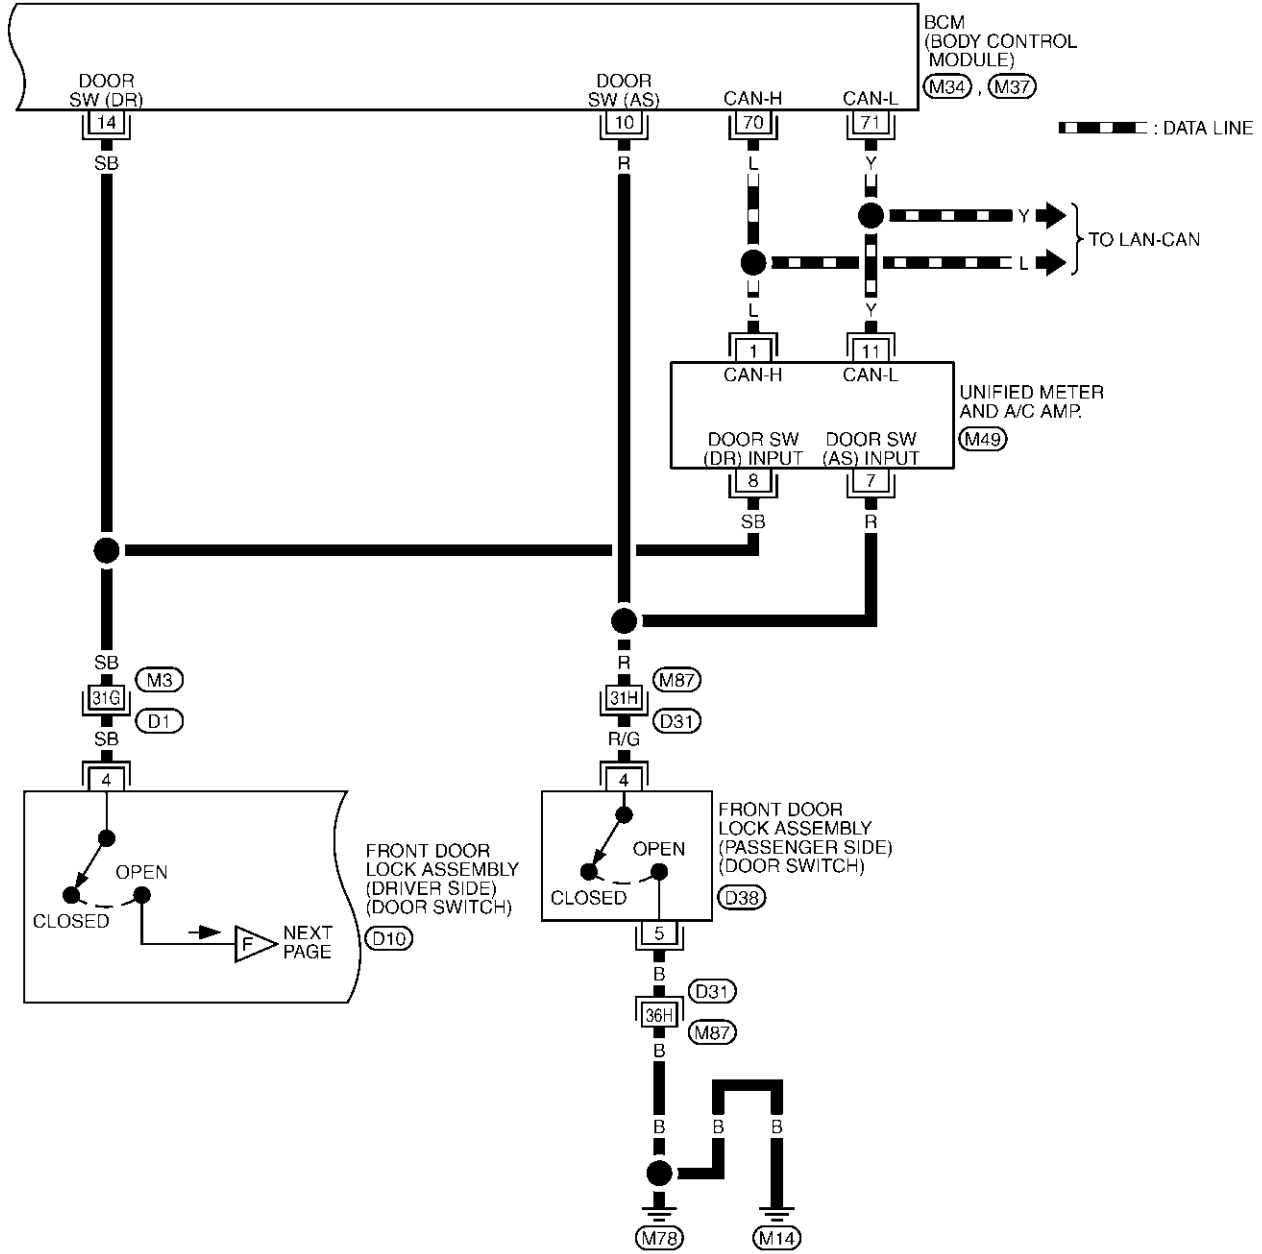 BCM
(BODY CONTROL
MODULE)
M34 , M37
DOOR
SW (DR)
DOOR
SW (AS)
CAN-H
CAN-L
14
10
70
71
: DATA LINE
SB
R
L
Y
Y
TO LAN-CAN
L
L
Y
1
11
CAN-H
CAN-L
UNIFIED METER
AND A/C AMP.
M49
DOOR SW
(DR) INPUT
DOOR SW
(AS) INPUT
8
7
SB
R
SB
M3
31G
D1
SB
4
R
M87
31H
D31
R/G
4
OPEN
CLOSED
F
NEXT
PAGE
FRONT DOOR
LOCK ASSEMBLY
(DRIVER SIDE)
(DOOR SWITCH)
D10
OPEN
CLOSED
FRONT DOOR
LOCK ASSEMBLY
(PASSENGER SIDE)
(DOOR SWITCH)
D38
5
B
D31
36H
M87
B
B
B
B
M78
M14